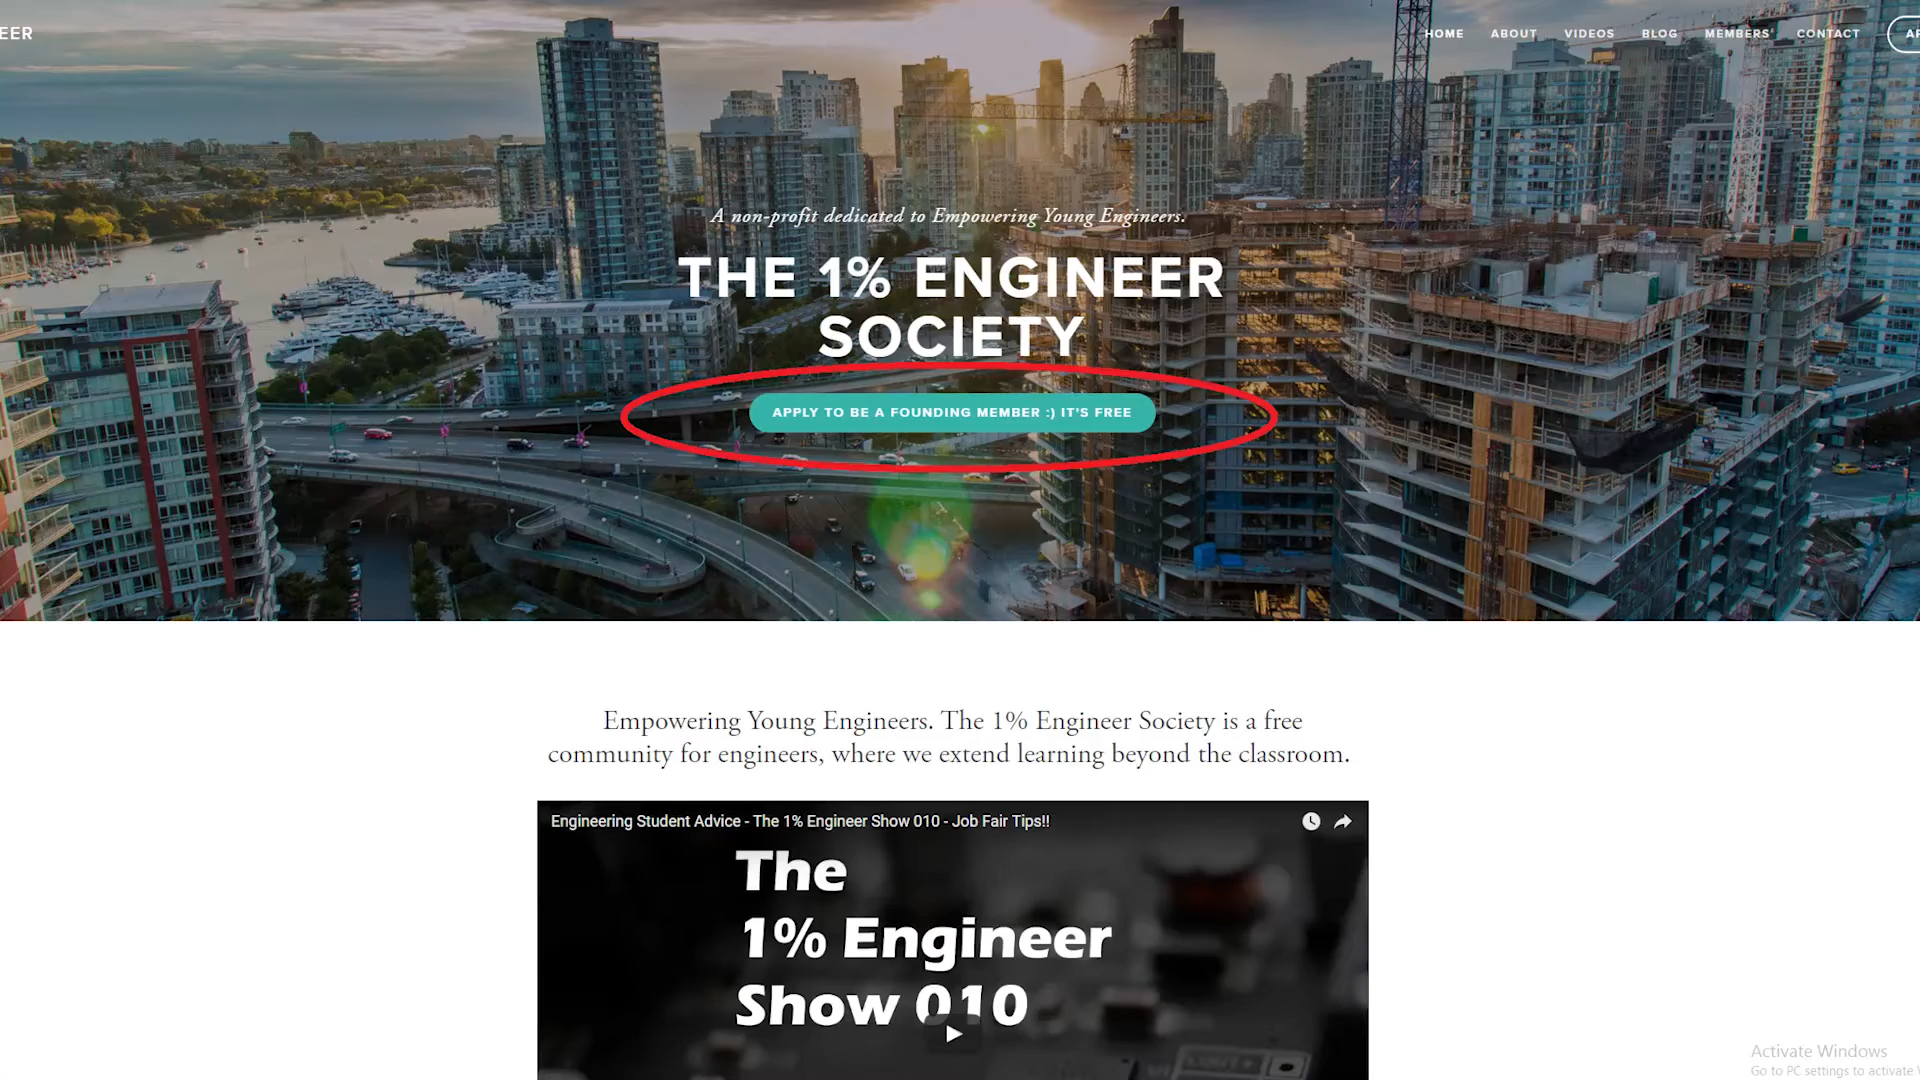 EER
HOME ABOUT VIDEOS BLOG MEMBERS CONTACT
A non-profit dedicated to Empowering Young Engineers.
THE 1% ENGINEER
SOCIETY
APPLY TO BE A FOUNDING MEMBER :) IT'S FREE
Empowering Young Engineers. The 1% Engineer Society is a free
community for engineers, where we extend learning beyond the classroom.
Engineering Student Advice - The 1% Engineer Show 010 - Job Fair Tips!!
The
1% Engineer
Show 010
Activate Windows
Go to PC settings to activate